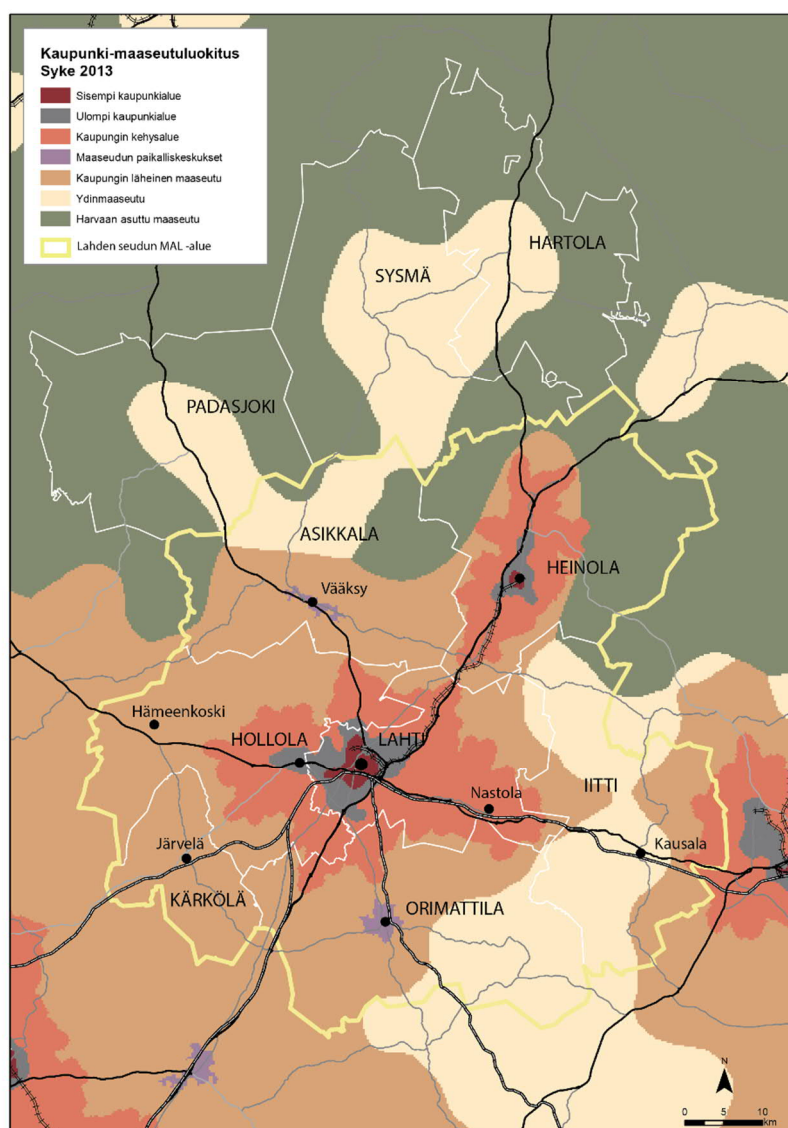 Kaupunki-maaseutuluokitus
Syke 2013
Sisempi kaupunkialue
Ulompi kaupunkialue
Kaupungin kehysalue
Maaseudun paikalliskeskukset
Kaupungin läheinen maaseutu
Ydinmaaseutu
Harvaan asuttu maaseutu
Lahden seudun MAL -alue
HARTOLA
SYSMÄ
PADASJOKI
ASIKKALA
HEINOLA
Vääksy
Hämeenkoski
HOLLOLA
LAHTI
IITTI
Nastola
Järvelä
Kausala
KÄRKÖLÄ
ORIMATTILA
N
0 5 10
km